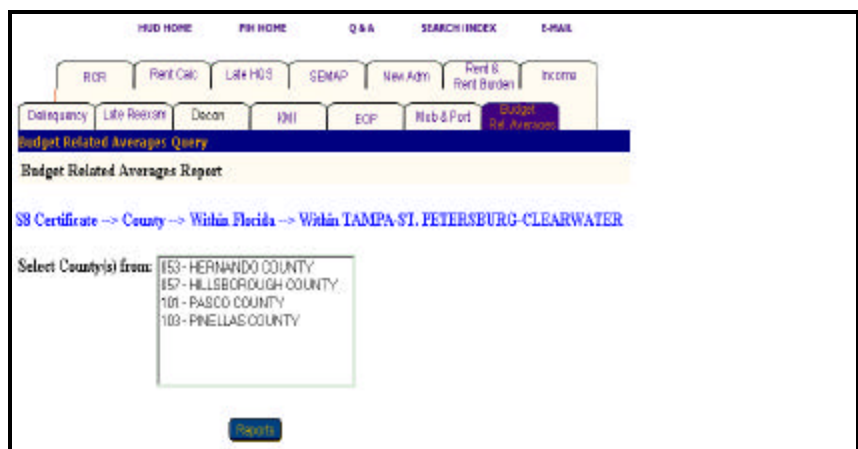 HUD HOME PIH HOME Q & A SEARCH / INDEX E-MAIL
RCR Rent Calc Late HQS SEMAP New Adm Rent & Rent Burden Income
Delinquency Late Reexam Decon KMI EOP Mob & Port Budget Rel. Averages
Budget Related Averages Query
Budget Related Averages Report
S8 Certificate --> County --> Within Florida --> Within TAMPA-ST. PETERSBURG-CLEARWATER
Select County(s) from: 053 - HERNANDO COUNTY
057 - HILLSBOROUGH COUNTY
101 - PASCO COUNTY
103 - PINELLAS COUNTY
Reports